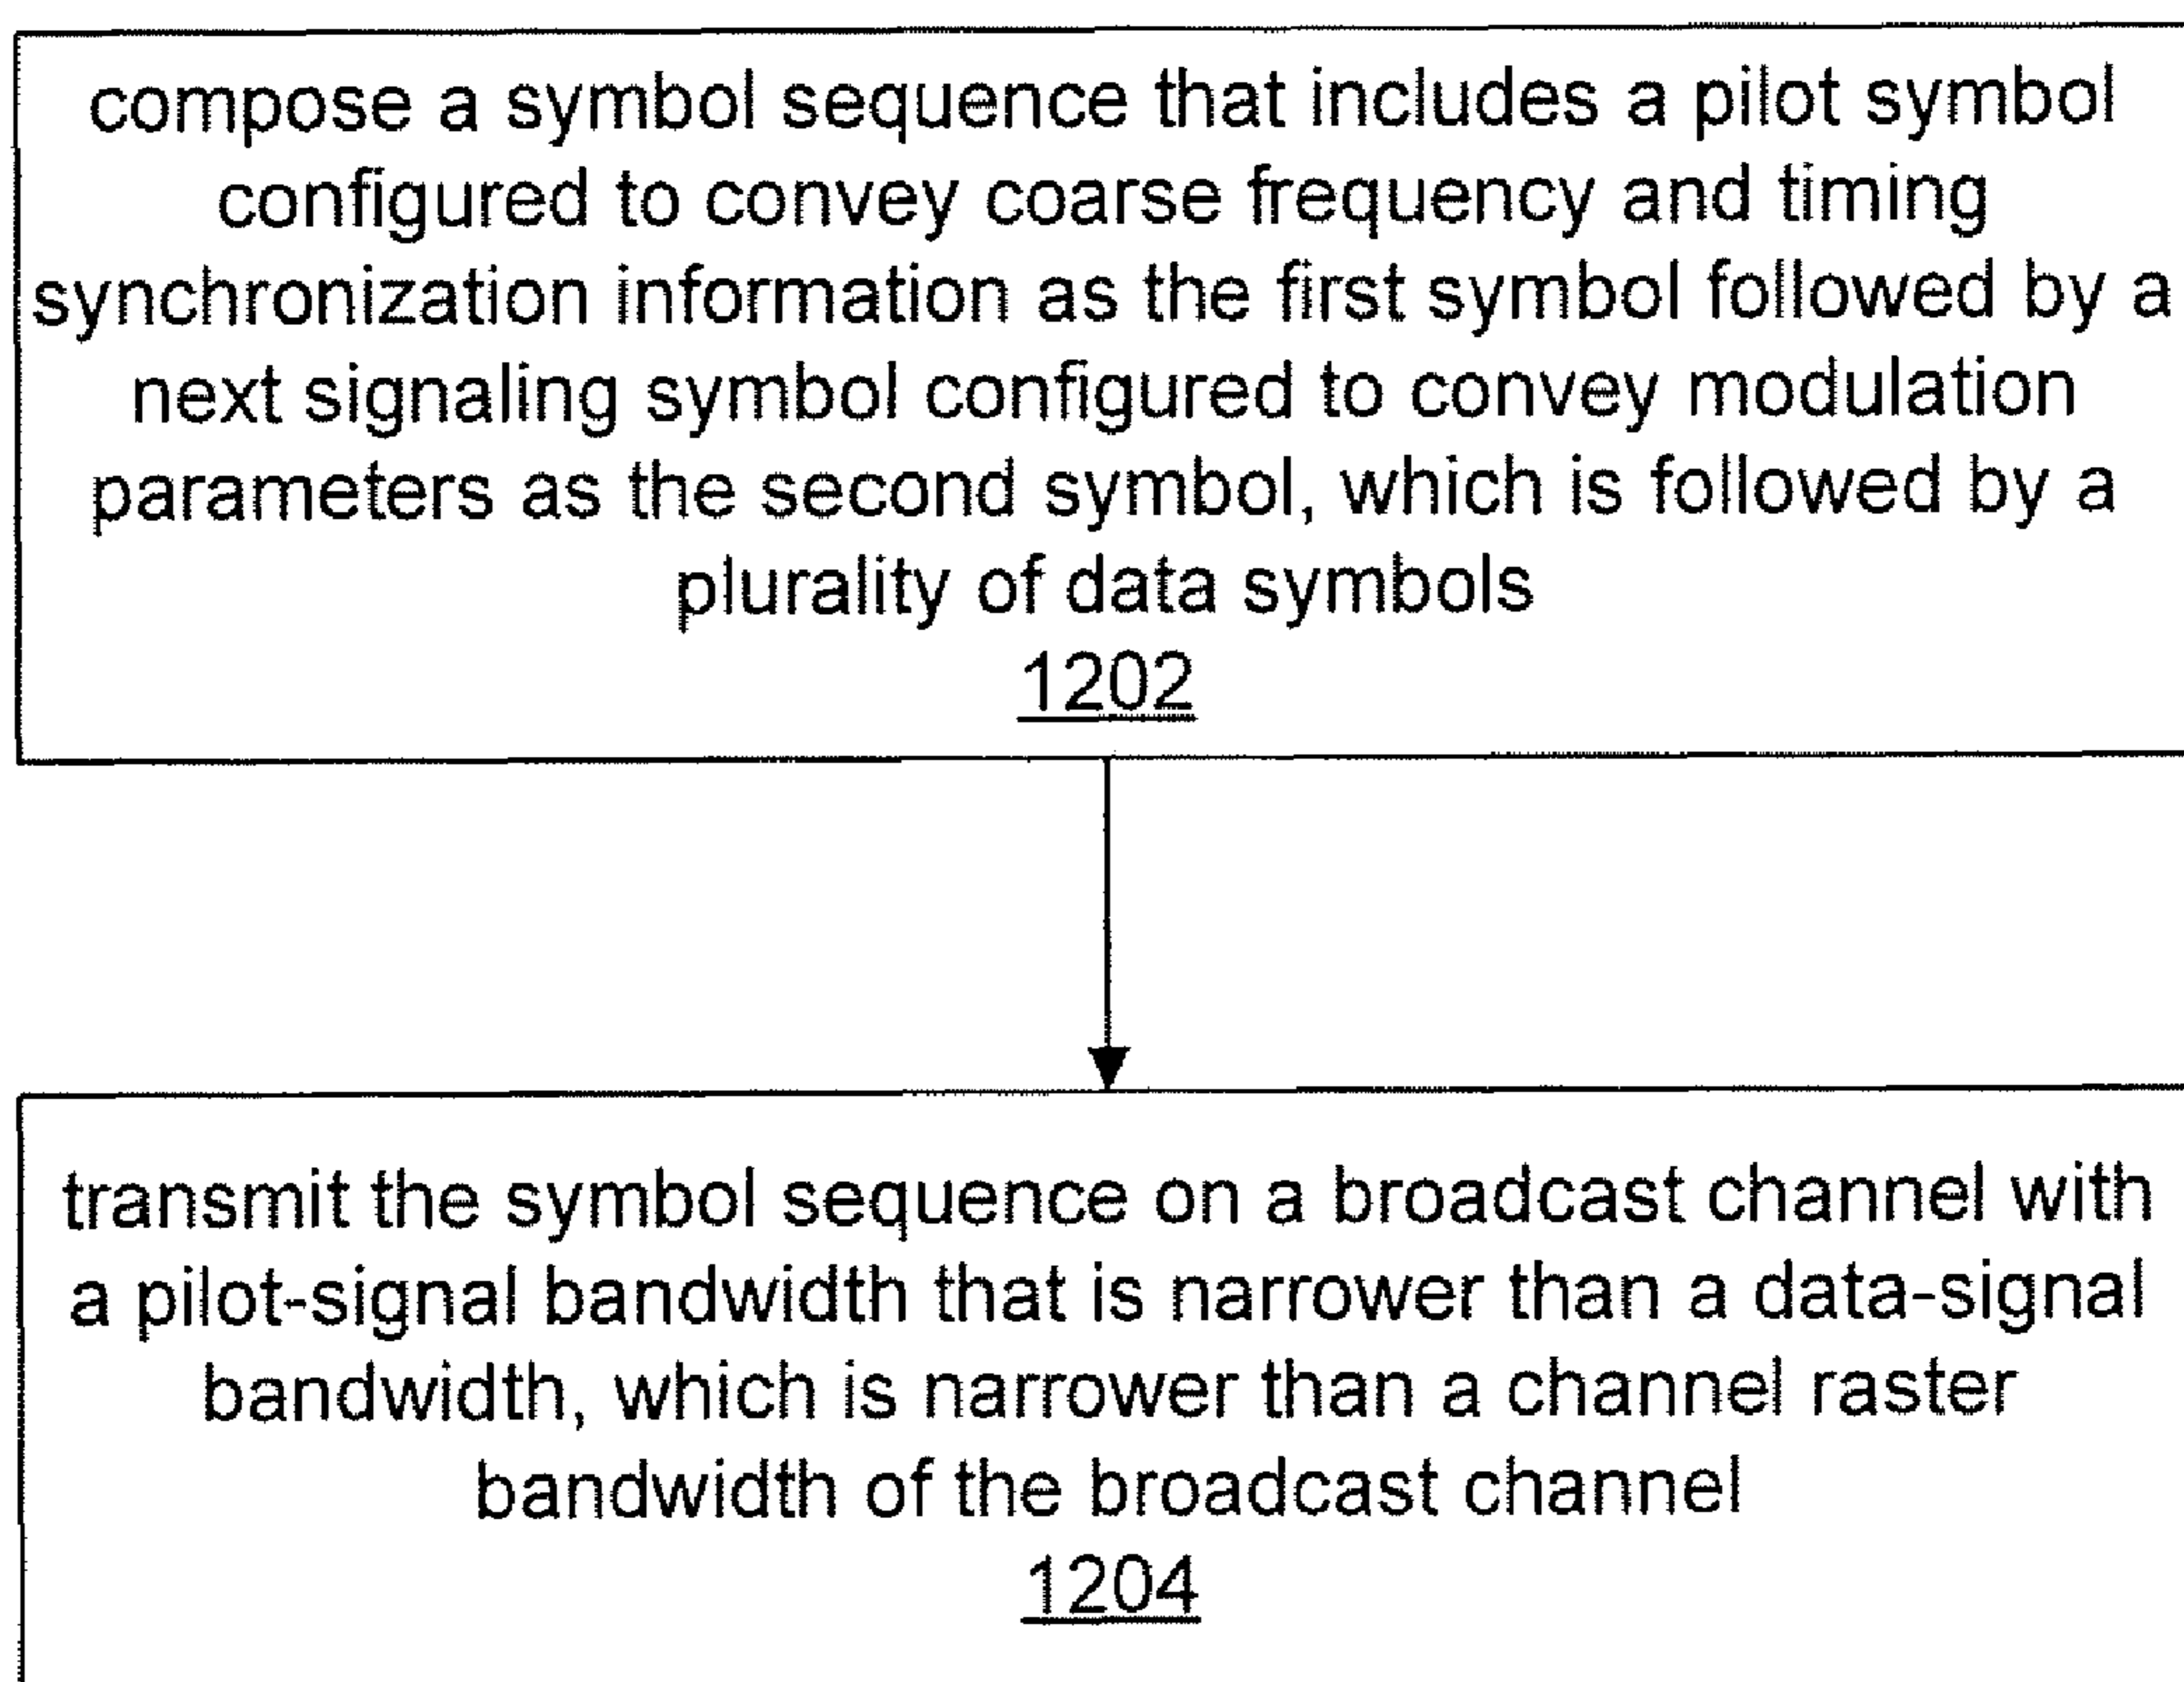 compose a symbol sequence that includes a pilot symbol
configured to convey coarse frequency and timing
synchronization information as the first symbol followed by a
next signaling symbol configured to convey modulation
parameters as the second symbol, which is followed by a
plurality of data symbols
1202
transmit the symbol sequence on a broadcast channel with
a pilot-signal bandwidth that is narrower than a data-signal
bandwidth, which is narrower than a channel raster
bandwidth of the broadcast channel
1204